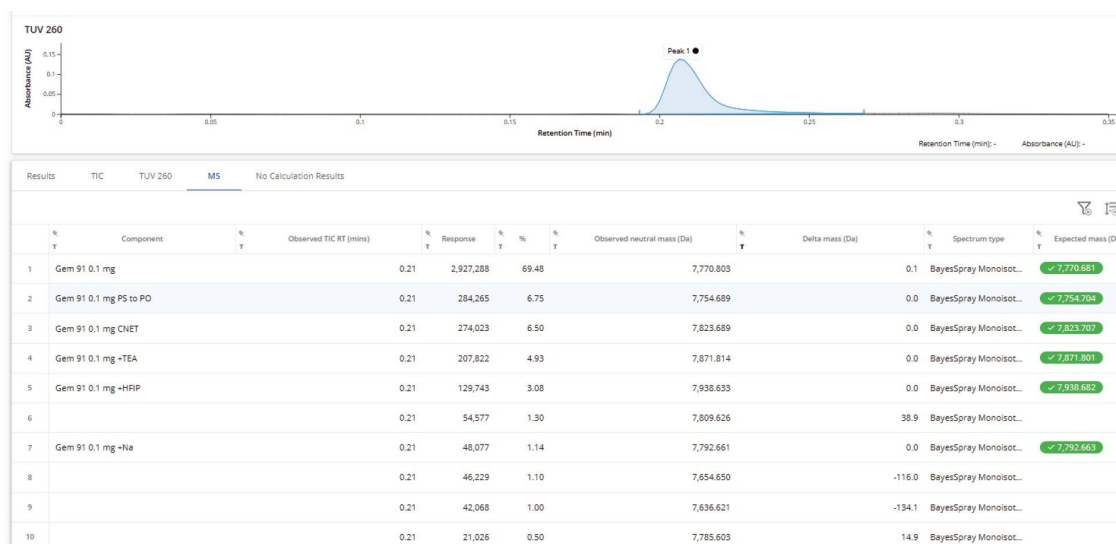 TUV 260
Absorbance (AU)
0.15
0.1
0.05
0
Peak 1
0 0.05 0.1 0.15 0.2 0.25 0.3 0.35
Retention Time (min)
Retention Time (min): - Absorbance (AU): -
Results TIC TUV 260 MS No Calculation Results
Component Observed TIC RT (mins) Response % Observed neutral mass (Da) Delta mass (Da) Spectrum type Expected mass (D
1 Gem 91 0.1 mg 0.21 2,927,288 69.48 7,770.803 0.1 BayesSpray Monoisot... ✓ 7,770.681
2 Gem 91 0.1 mg PS to PO 0.21 284,265 6.75 7,754.689 0.0 BayesSpray Monoisot... ✓ 7,754.704
3 Gem 91 0.1 mg CNET 0.21 274,023 6.50 7,823.689 0.0 BayesSpray Monoisot... ✓ 7,823.707
4 Gem 91 0.1 mg +TEA 0.21 207,822 4.93 7,871.814 0.0 BayesSpray Monoisot... ✓ 7,871.801
5 Gem 91 0.1 mg +HFIP 0.21 129,743 3.08 7,938.633 0.0 BayesSpray Monoisot... ✓ 7,938.682
6 0.21 54,577 1.30 7,809.626 38.9 BayesSpray Monoisot...
7 Gem 91 0.1 mg +Na 0.21 48,077 1.14 7,792.661 0.0 BayesSpray Monoisot... ✓ 7,792.663
8 0.21 46,229 1.10 7,654.650 -116.0 BayesSpray Monoisot...
9 0.21 42,068 1.00 7,636.621 -134.1 BayesSpray Monoisot...
10 0.21 21,026 0.50 7,785.603 14.9 BayesSpray Monoisot...